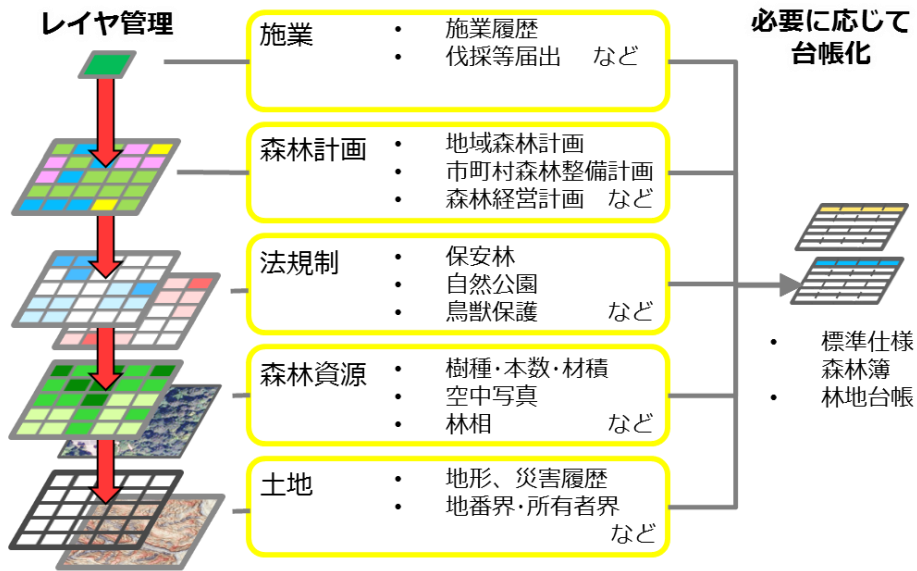 レイヤ管理
施業
• 施業履歴
• 伐採等届出 など
森林計画
• 地域森林計画
• 市町村森林整備計画
• 森林経営計画 など
法規制
• 保安林
• 自然公園
• 鳥獣保護 など
森林資源
• 樹種･本数･材積
• 空中写真
• 林相 など
土地
• 地形、災害履歴
• 地番界･所有者界
など
必要に応じて
台帳化
• 標準仕様
森林簿
• 林地台帳